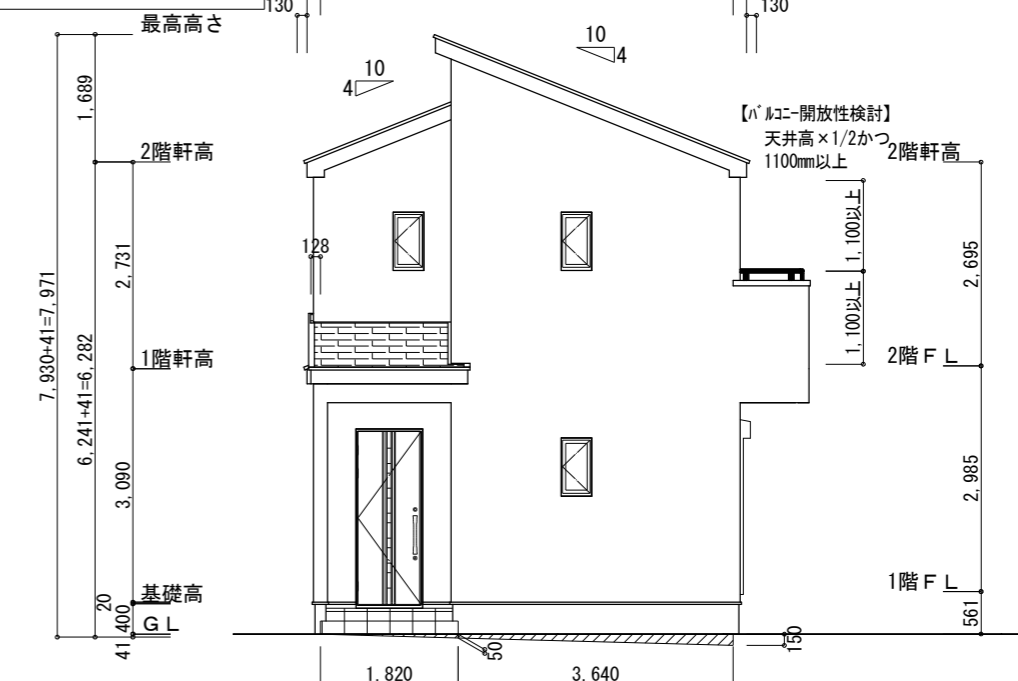 130
130
最高高さ
10
4
10
4
1,689
【バルコニー開放性検討】
天井高×1/2かつ
1100mm以上
2階軒高
2階軒高
128
1,100以上
2,731
2,695
7,930+41=7,971
6,241+41=6,282
1,100以上
1階軒高
2階FL
3,090
2,985
基礎高
1階FL
20
400
GL
561
41
50
150
1,820
3,640